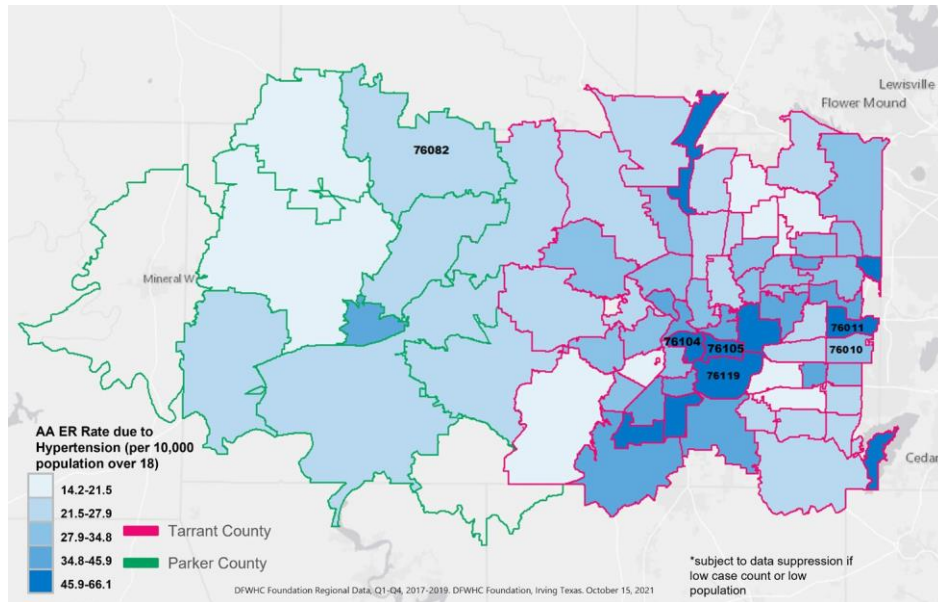 Lewisville
Flower Mound
76082
Mineral W
76011
76104
76105
76010
76119
Cedar
AA ER Rate due to
Hypertension (per 10,000
population over 18)
14.2-21.5
21.5-27.9
27.9-34.8
34.8-45.9
45.9-66.1
Tarrant County
Parker County
*subject to data suppression if
low case count or low
population
DFWHC Foundation Regional Data, Q1-Q4, 2017-2019. DFWHC Foundation, Irving Texas. October 15, 2021